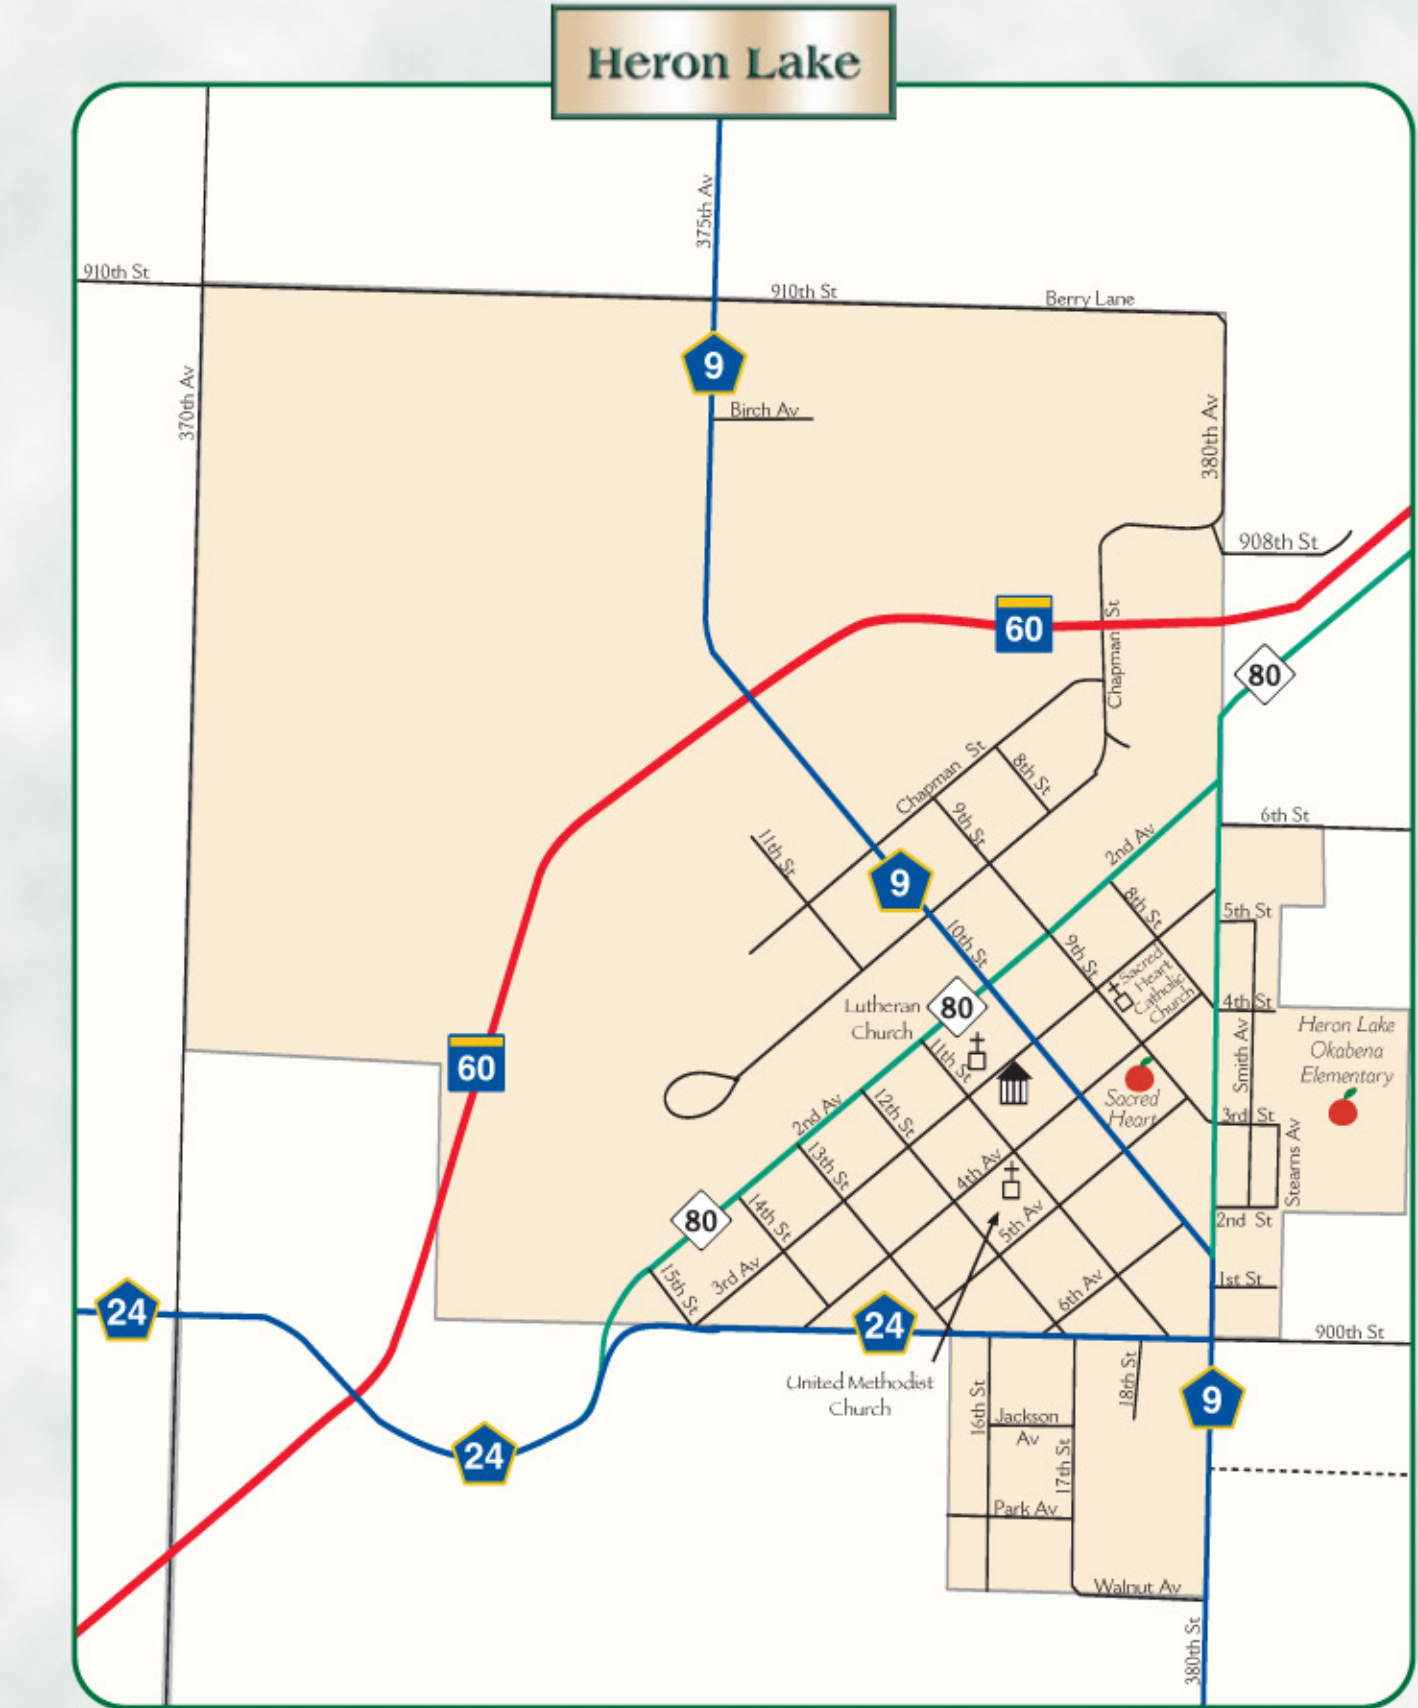 Heron Lake
375th Av
910th St
910th St
Berry Lane
9
370th Av
Birch Av
380th Av
908th St
60
Chapman St
80
Chapman St
8th St
9th St
6th St
11th St
2nd Av
9
8th St
5th St
10th St
9th St
Sacred
Heart
Catholic
Church
Lutheran
Church
80
4th St
Heron Lake
Okabena
Elementary
Smith Av
60
11th St
Sacred
Heart
2nd Av
12th St
3rd St
Stearns Av
13th St
4th Av
80
14th St
5th Av
2nd St
15th St
3rd Av
6th Av
1st St
24
24
900th St
United Methodist
Church
16th St
18th St
9
Jackson
Av
24
17th St
Park Av
Walnut Av
380th St